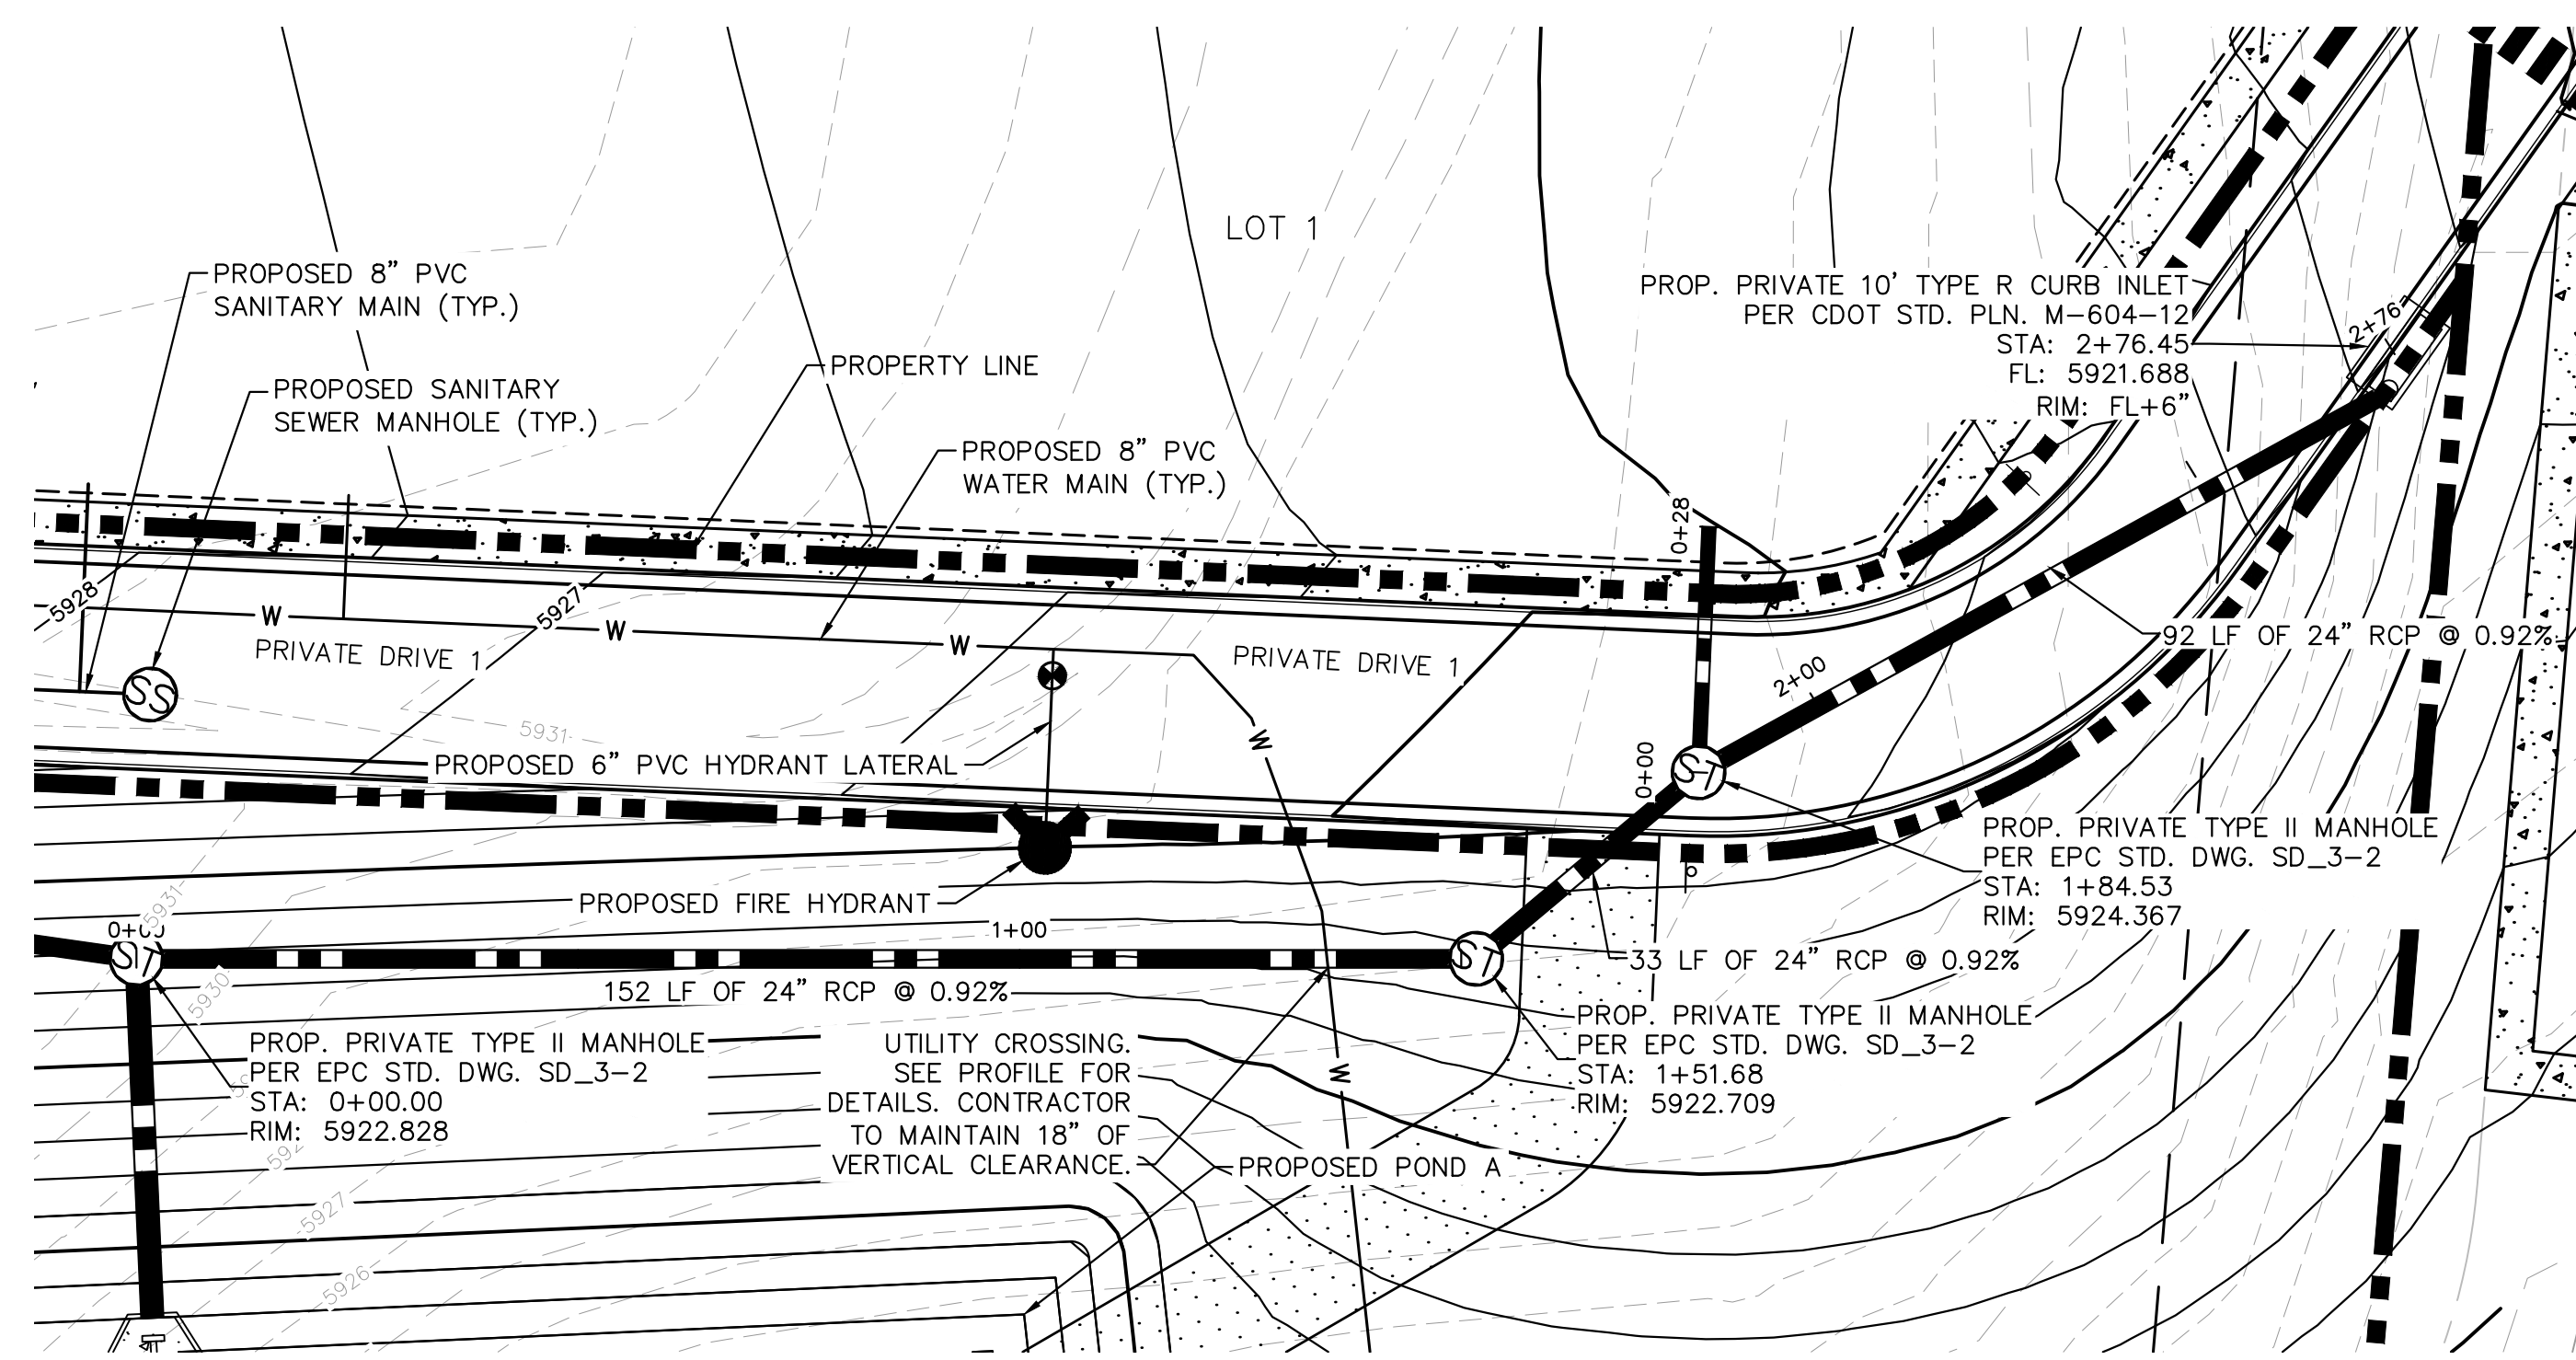 LOT 1
PROPOSED 8” PVC
SANITARY MAIN (TYP.)
PROP. PRIVATE 10’ TYPE R CURB INLET
PER CDOT STD. PLN. M-604-12
STA: 2+76.45
FL: 5921.688
RIM: FL+6”
2+76
PROPERTY LINE
PROPOSED SANITARY
SEWER MANHOLE (TYP.)
PROPOSED 8” PVC
WATER MAIN (TYP.)
0+28
5928
5927
W
W
W
PRIVATE DRIVE 1
PRIVATE DRIVE 1
92 LF OF 24” RCP @ 0.92%
2+00
SS
5931
W
PROPOSED 6” PVC HYDRANT LATERAL
0+00
ST
PROP. PRIVATE TYPE II MANHOLE
PER EPC STD. DWG. SD_3-2
STA: 1+84.53
RIM: 5924.367
5931
PROPOSED FIRE HYDRANT
1+00
ST
ST
33 LF OF 24” RCP @ 0.92%
152 LF OF 24” RCP @ 0.92%
5930
PROP. PRIVATE TYPE II MANHOLE
PER EPC STD. DWG. SD_3-2
STA: 1+51.68
RIM: 5922.709
PROP. PRIVATE TYPE II MANHOLE
PER EPC STD. DWG. SD_3-2
STA: 0+00.00
RIM: 5922.828
UTILITY CROSSING.
SEE PROFILE FOR
DETAILS. CONTRACTOR
TO MAINTAIN 18” OF
VERTICAL CLEARANCE.
W
PROPOSED POND A
5927
5926